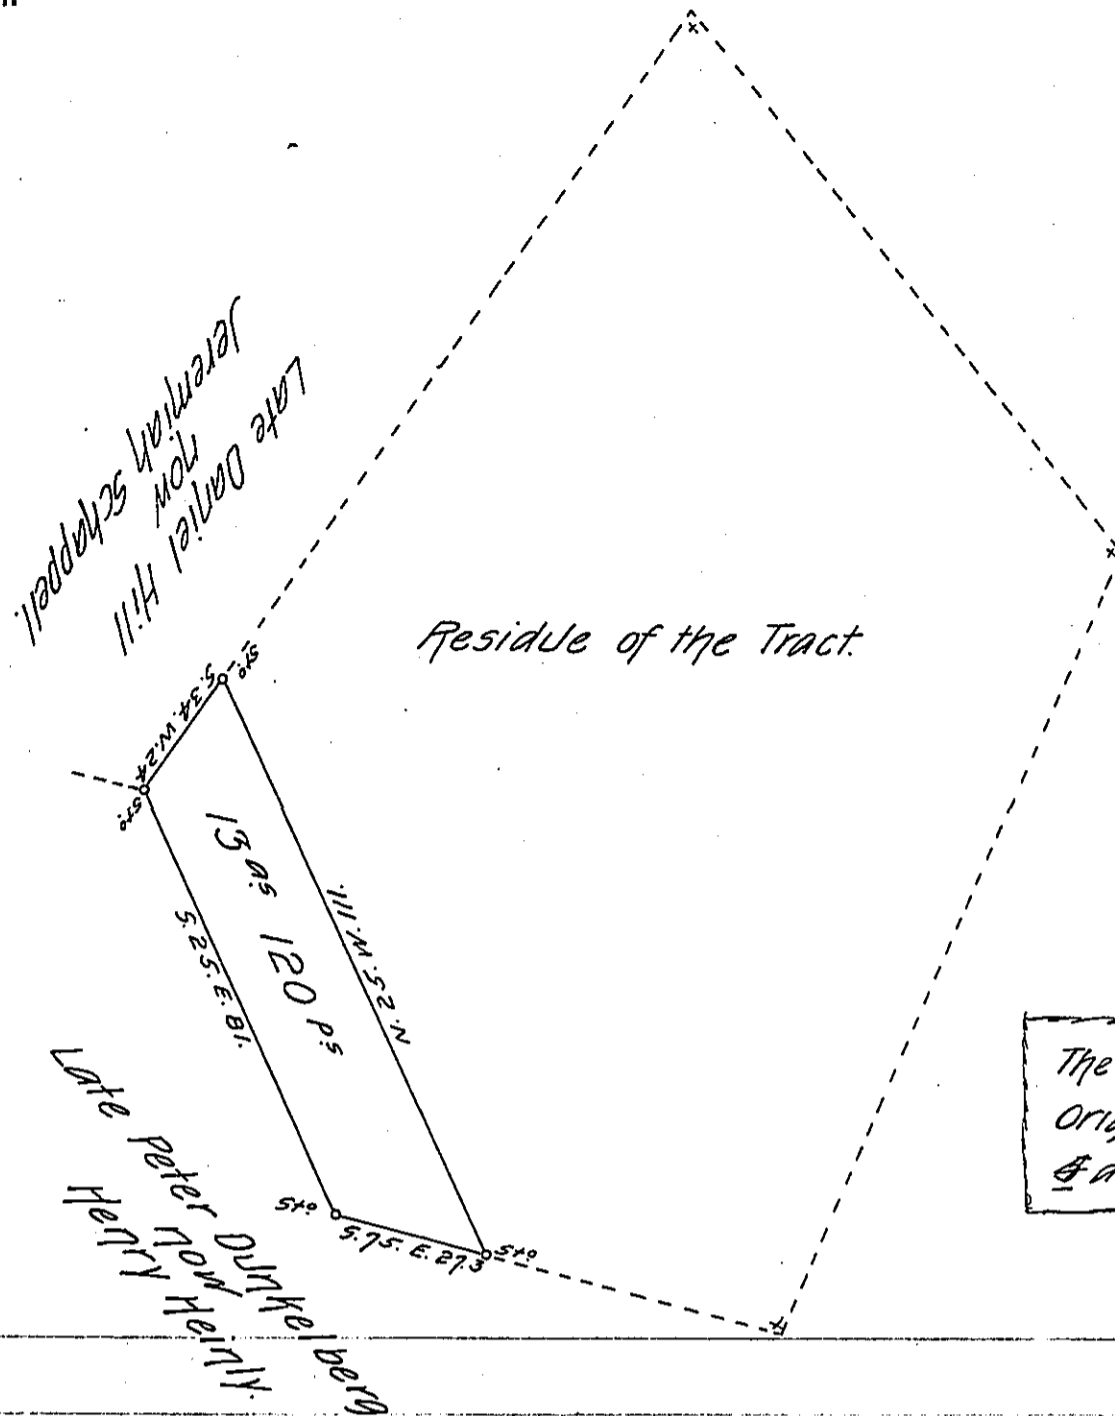 Late Daniel Hill
now
Jeremiah Schappell.
Residue of the Tract.
Sto
S. 34. W. 24
Sto
13 as 120 ps
N. 25. W. 111.
S. 25. E. 81.
Sto
S. 75. E. 27.3
Sto
Late Peter Dunkelberg
now
Henry Heinly.
The